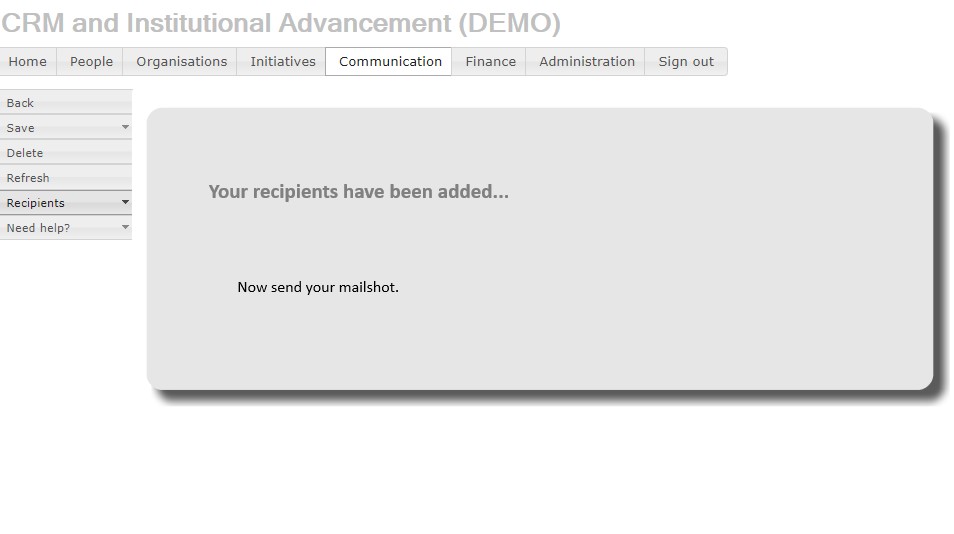 CRM and Institutional Advancement (DEMO)
Home People Organisations Initiatives Communication Finance Administration Sign out
Back
Save
Delete
Refresh
Recipients
Need help?
Your recipients have been added...
Now send your mailshot.